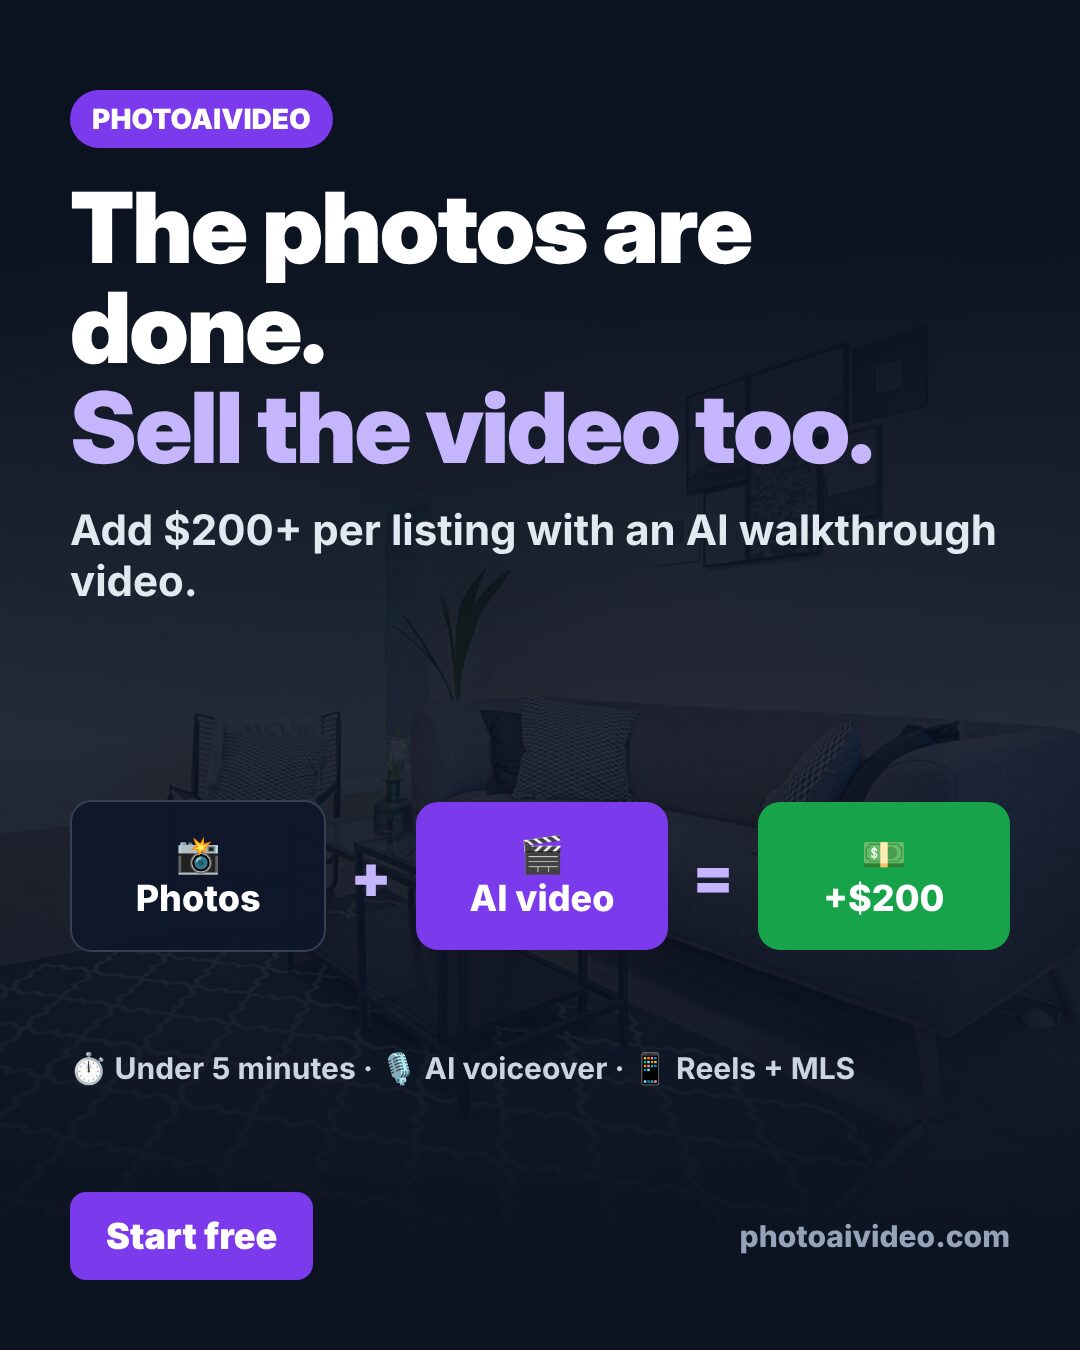 PHOTOAIVIDEO
The photos are
done.
Sell the video too.
Add $200+ per listing with an AI walkthrough
video.
📸
Photos
+
🎬
AI video
=
💵
+$200
⏱️ Under 5 minutes · 🎙️ AI voiceover · 📱 Reels + MLS
Start free
photoaivideo.com